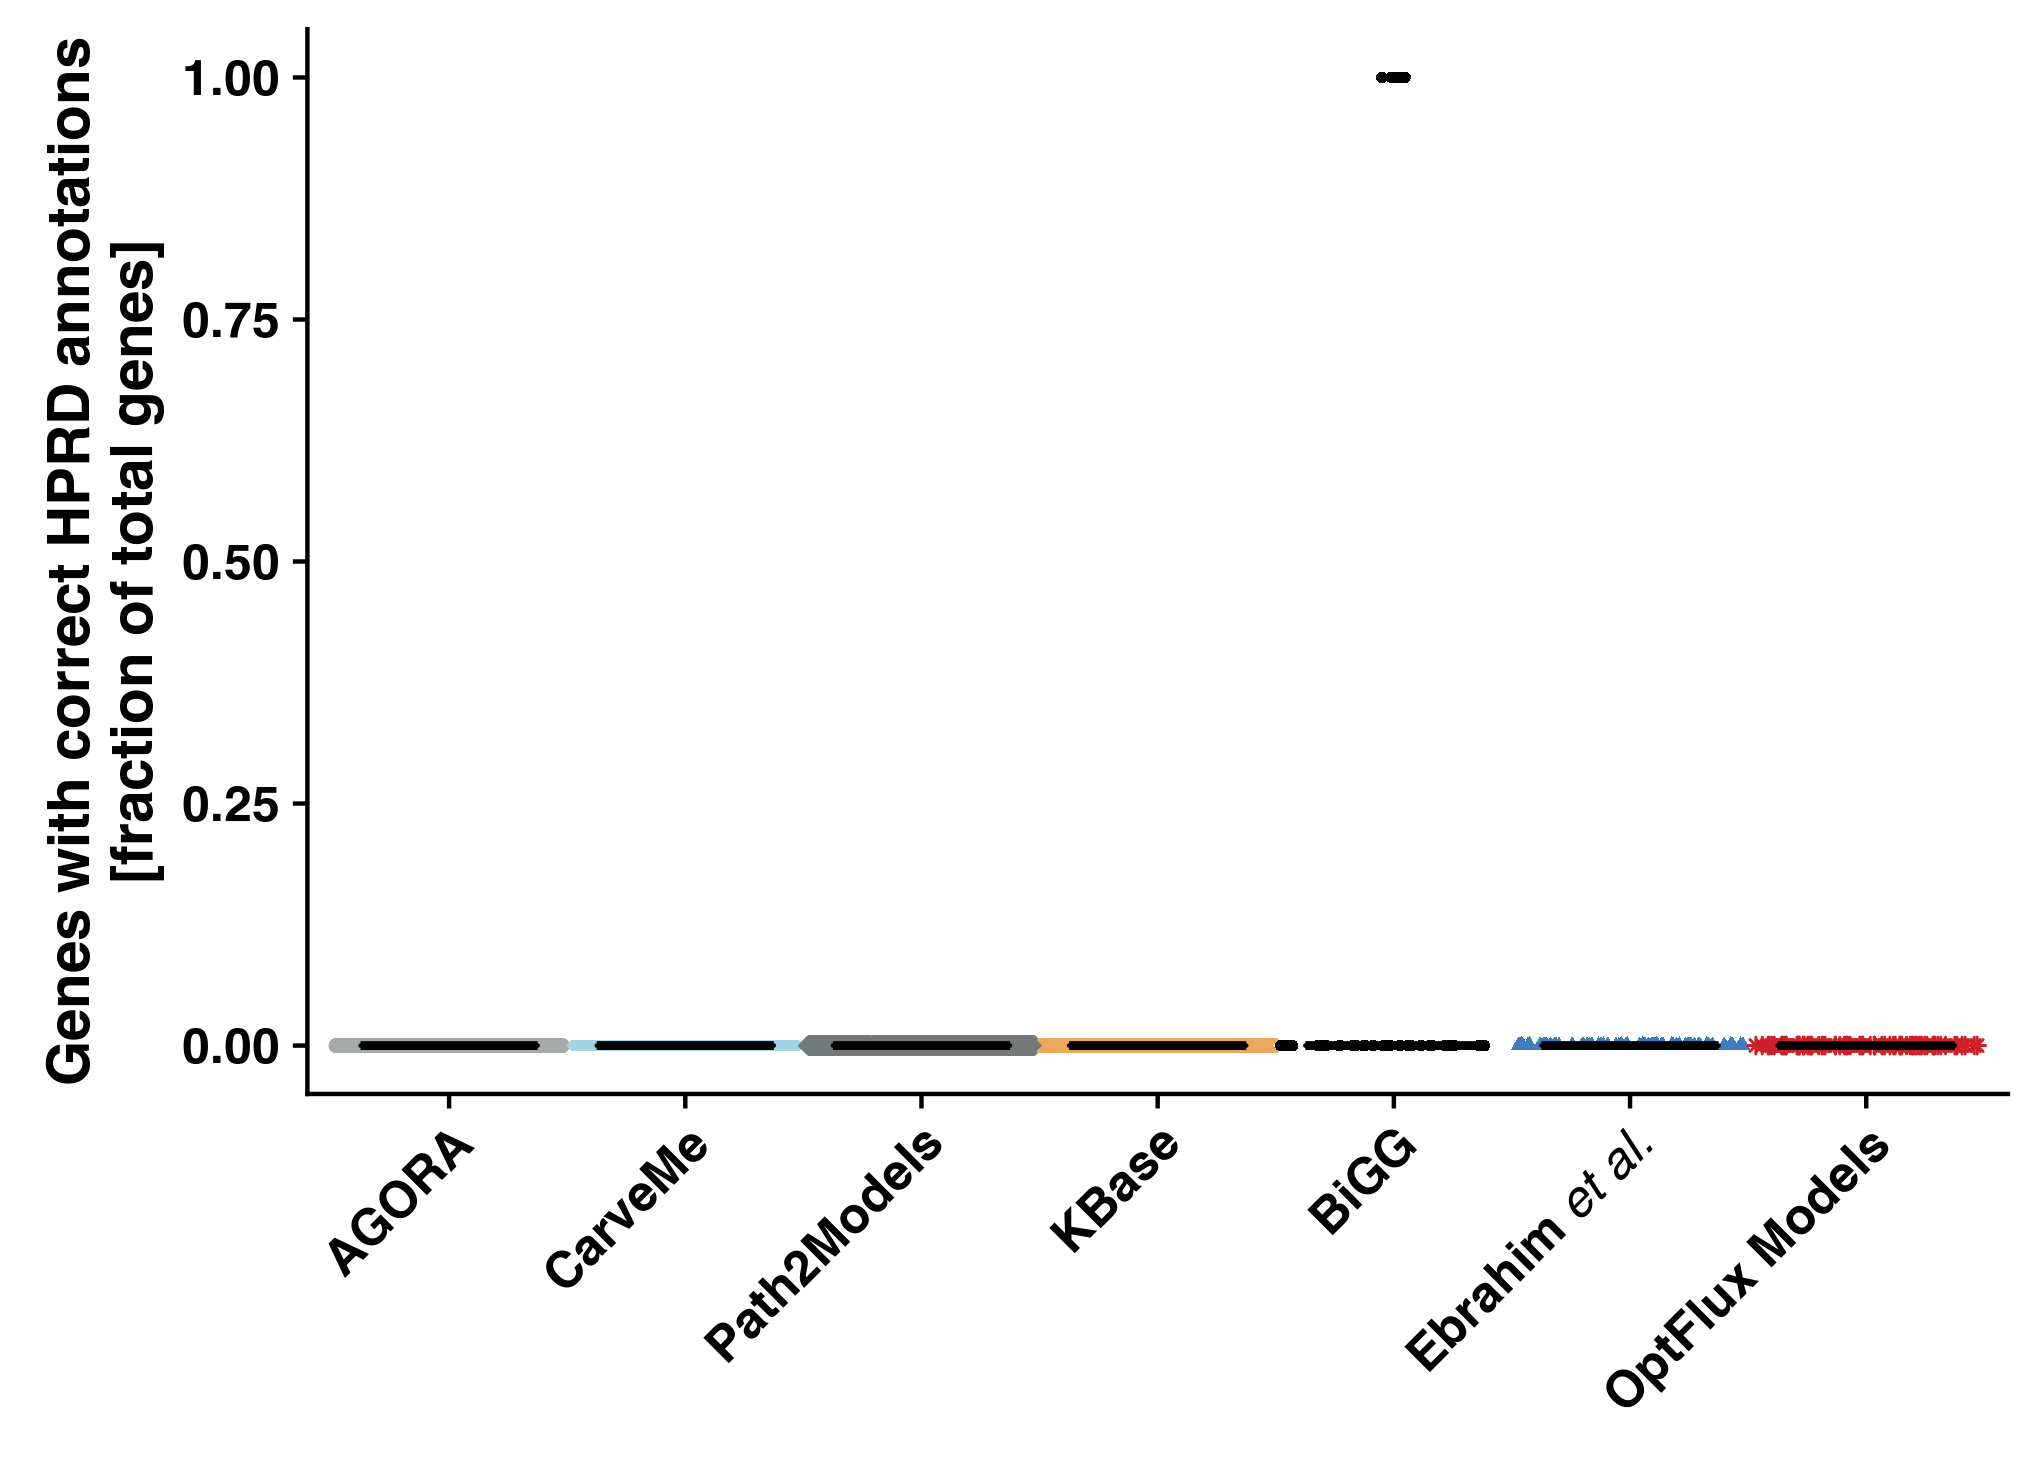 Genes with correct HPRD annotations
[fraction of total genes]
1.00
0.75
0.50
0.25
0.00
AGORA
CarveMe
Path2Models
KBase
BiGG
Ebrahim et al.
OptFlux Models